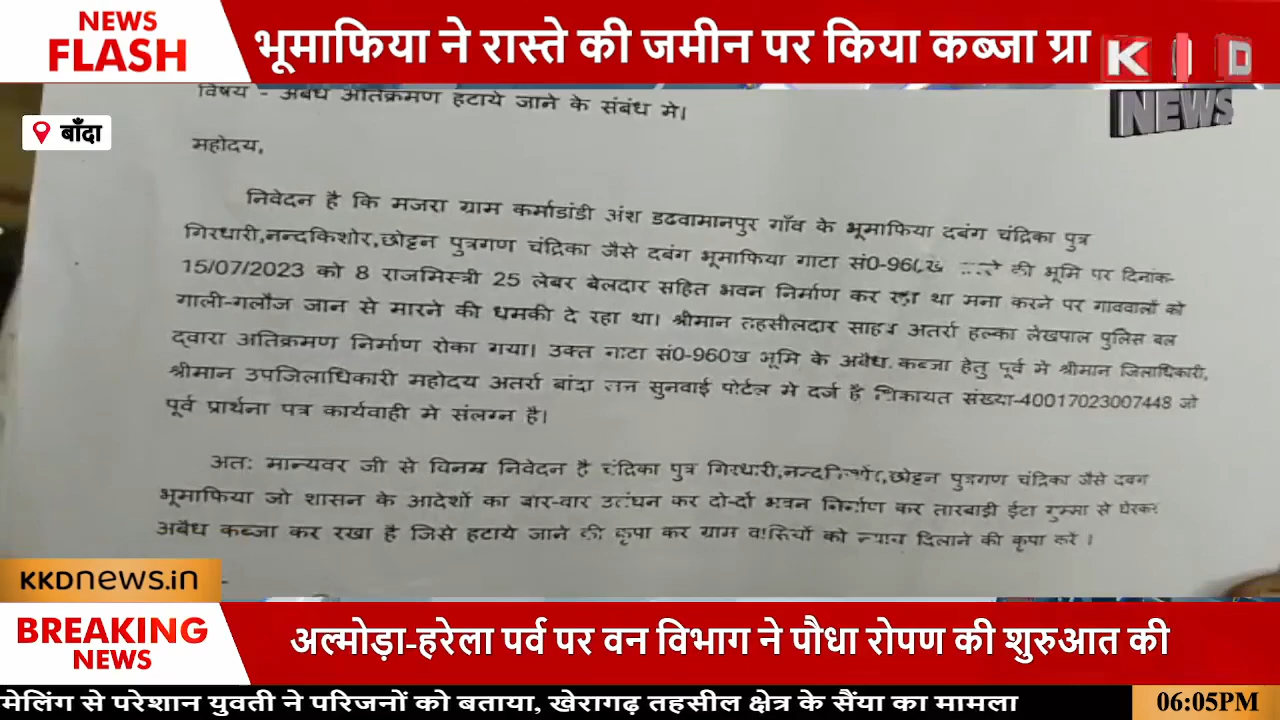 NEWS
FLASH
भूमाफिया ने रास्ते की जमीन पर किया कब्जा ग्रा
NEWS
बाँदा
विषय - अबैध अतिक्रमण हटाये जाने के संबंध मे।
महोदय,
निवेदन है कि मजरा ग्राम कर्माडांडी अंश डढवामानपुर गाँव के भूमाफिया दबंग चंद्रिका पुत्र
गिरधारी,नन्दकिशोर,छोट्टन पुत्रगण चंद्रिका जैसे दबंग भूमाफिया गाटा सं0-960ख की भूमि पर दिनांक-
15/07/2023 को 8 राजमिस्त्री 25 लेबर बेलदार सहित भवन निर्माण कर रहा था मना करने पर गाववालों को
गाली-गलौज जान से मारने की धमकी दे रहा था। श्रीमान तहसीलदार साहब अतर्रा हल्का लेखपाल पुलिस बल
द्वारा अतिक्रमण निर्माण रोका गया। उक्त गाटा सं0-960ख भूमि के अबैध कब्जा हेतु पूर्व मे श्रीमान जिलाधिकारी,
श्रीमान उपजिलाधिकारी महोदय अतर्रा बांदा जन सुनवाई पोर्टल मे दर्ज है शिकायत संख्या-40017023007448 जो
पूर्व प्रार्थना पत्र कार्यवाही मे संलग्न है।
अतः मान्यवर जी से विनम्र निवेदन है चंद्रिका पुत्र गिरधारी,नन्दकिशोर,छोट्टन पुत्रगण चंद्रिका जैसे दबंग
भूमाफिया जो शासन के आदेशों का बार-वार उलंघन कर दो-दो भवन निर्माण कर तारबाड़ी ईटा गुम्मा से घेरकर
अबैध कब्जा कर रखा है जिसे हटाये जाने की कृपा कर ग्राम वासियों को न्याय दिलाने की कृपा करें।
KKDnews.in
BREAKING
NEWS
अल्मोड़ा-हरेला पर्व पर वन विभाग ने पौधा रोपण की शुरुआत की
मेलिंग से परेशान युवती ने परिजनों को बताया, खेरागढ़ तहसील क्षेत्र के सैंया का मामला
06:05PM